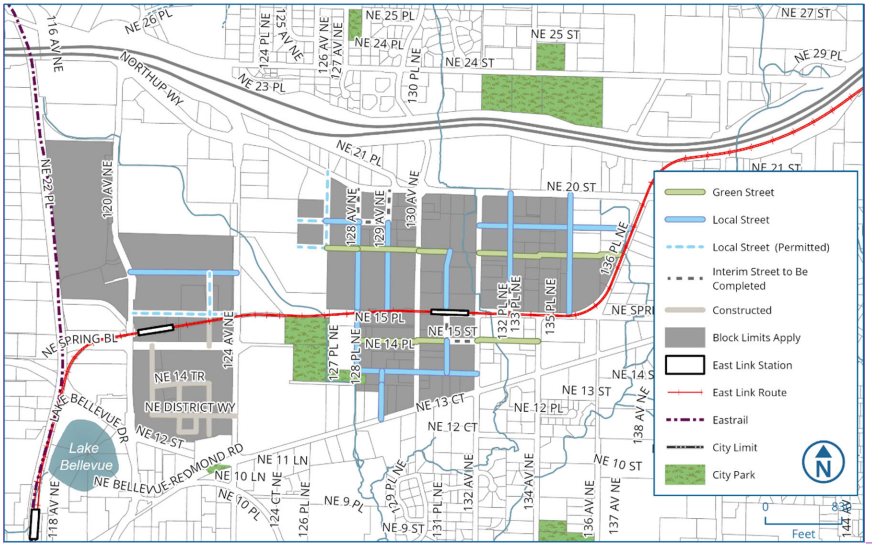 NE 26 PL
NE 25 PL
NE 27 ST
116 AV NE
124 PL NE
125 AV NE
126 AV NE
127 AV NE
NE 24 PL
NE 25 ST
NE 29 PL
NORTHUP WY
NE 23 PL
130 PL NE
NE 24 ST
NE 21 PL
NE 21 ST
NE 22 PL
120 AV NE
128 AV NE
129 AV NE
130 AV NE
NE 20 ST
136 PL NE
Green Street
Local Street
Local Street (Permitted)
Interim Street to Be
Completed
Constructed
Block Limits Apply
East Link Station
East Link Route
Eastrail
City Limit
City Park
132 PL NE
133 PL NE
135 PL NE
NE SPRING BL
124 AV NE
NE 15 PL
NE 15 ST
NE SPRI
NE 14 PL
127 PL NE
128 PL NE
NE 14 TR
NE DISTRICT WY
NE 13 CT
NE 13 ST
NE 14 S
NE 12 PL
138 AV NE
LAKE BELLEVUE DR
NE 12 ST
NE 12 CT
Lake
Bellevue
NE BELLEVUE-REDMOND RD
NE 11 LN
NE 10 LN
NE 10 ST
NE 10 PL
NE 9 PL
NE 9 ST
118 AV NE
124 CT NE
126 PL NE
129 PL NE
131 PL NE
132 AV NE
134 AV NE
136 AV NE
137 AV NE
144 AV
N
0
830
Feet